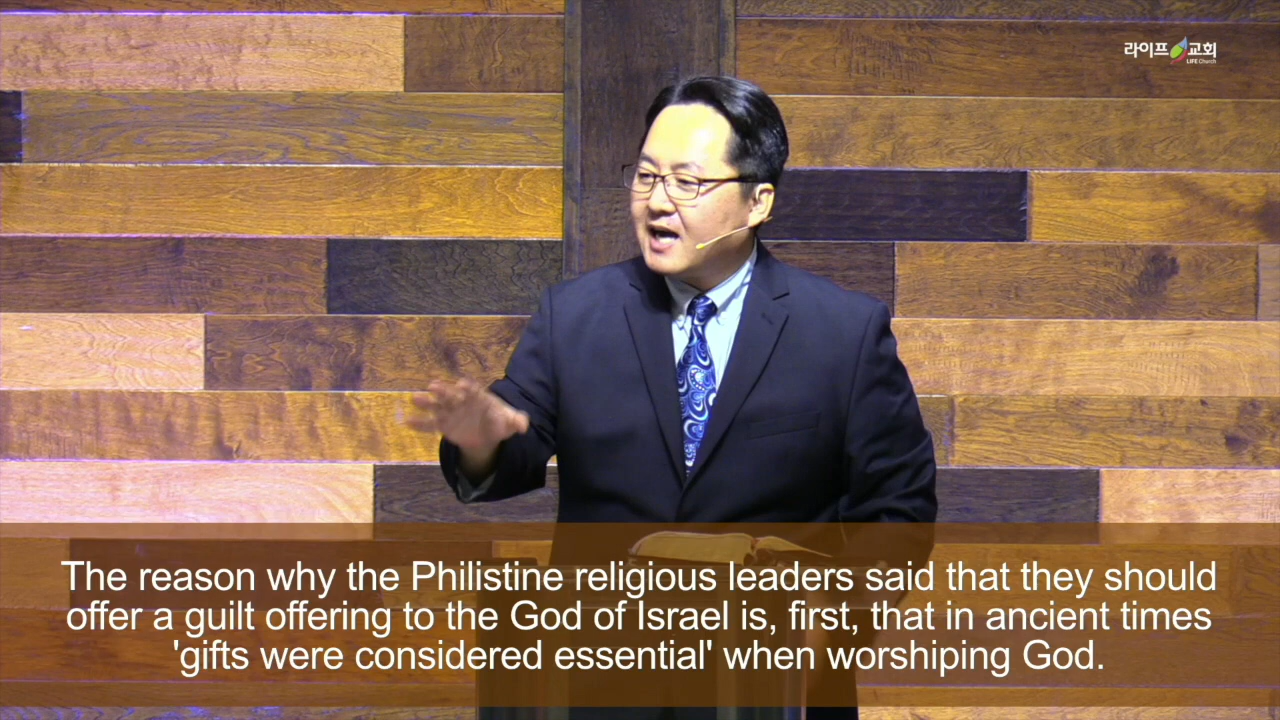 라이프 교회
LIFE Church
The reason why the Philistine religious leaders said that they should
offer a guilt offering to the God of Israel is, first, that in ancient times
'gifts were considered essential' when worshiping God.